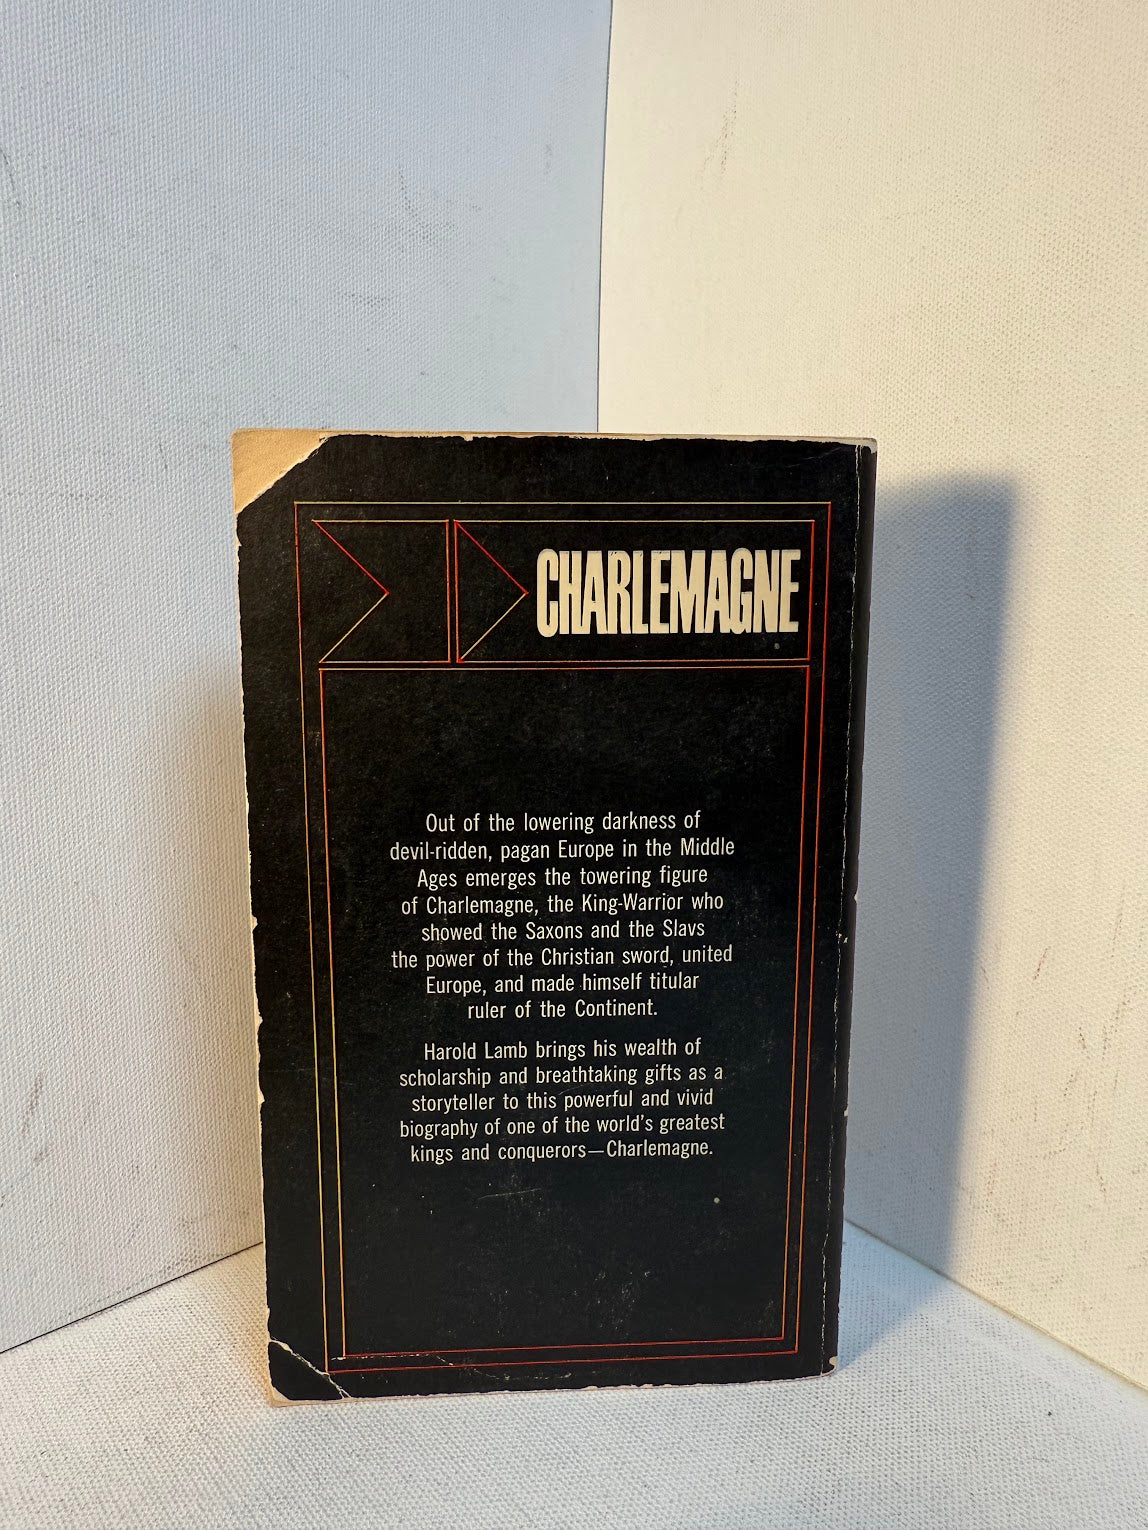 CHARLEMAGNE
Out of the lowering darkness of
devil-ridden, pagan Europe in the Middle
Ages emerges the towering figure
of Charlemagne, the King-Warrior who
showed the Saxons and the Slavs
the power of the Christian sword, united
Europe, and made himself titular
ruler of the Continent.
Harold Lamb brings his wealth of
scholarship and breathtaking gifts as a
storyteller to this powerful and vivid
biography of one of the world's greatest
kings and conquerors—Charlemagne.